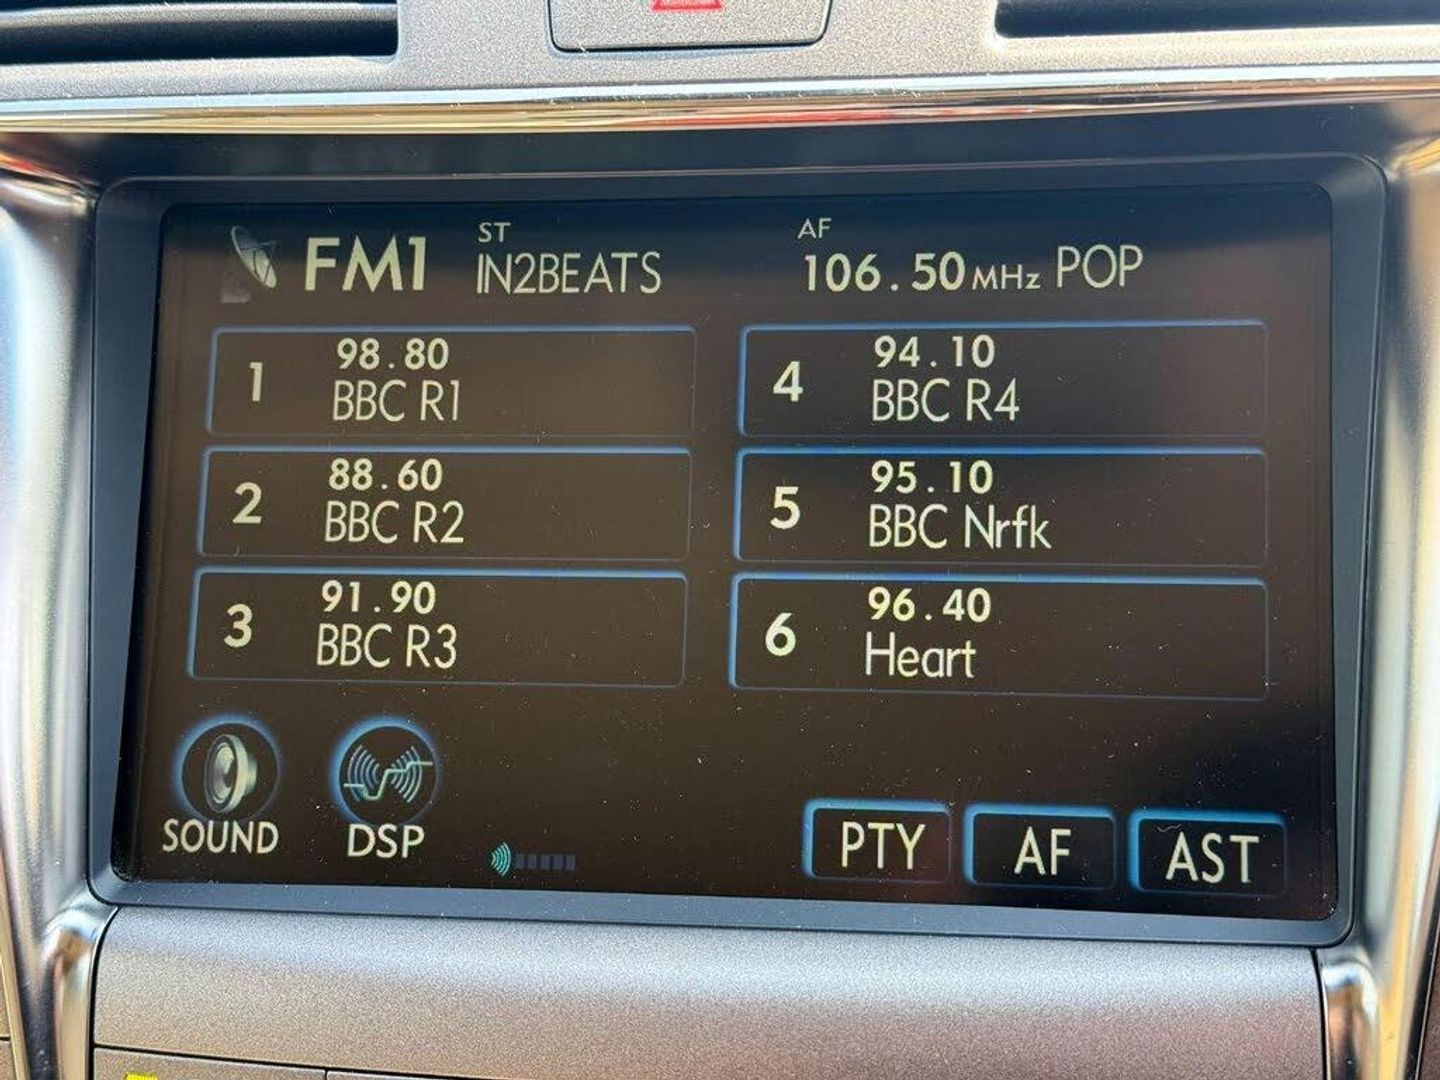 FM1 ST IN2BEATS AF 106.50 MHz POP
1 98.80 BBC R1
4 94.10 BBC R4
2 88.60 BBC R2
5 95.10 BBC Nrfk
3 91.90 BBC R3
6 96.40 Heart
SOUND DSP PTY AF AST